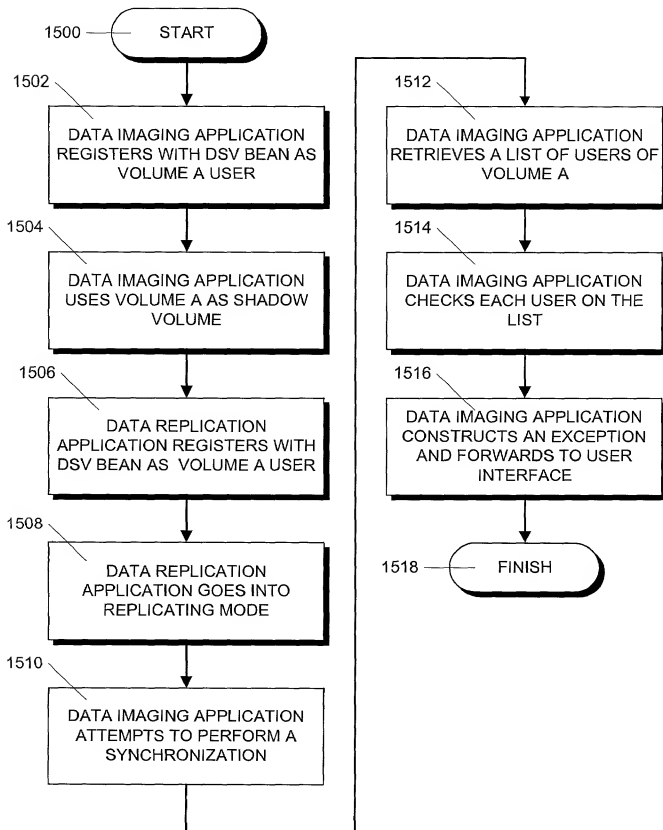 1500
START
1502
DATA IMAGING APPLICATION
REGISTERS WITH DSV BEAN AS
VOLUME A USER
1504
DATA IMAGING APPLICATION
USES VOLUME A AS SHADOW
VOLUME
1506
DATA REPLICATION
APPLICATION REGISTERS WITH
DSV BEAN AS VOLUME A USER
1508
DATA REPLICATION
APPLICATION GOES INTO
REPLICATING MODE
1510
DATA IMAGING APPLICATION
ATTEMPTS TO PERFORM A
SYNCHRONIZATION
1512
DATA IMAGING APPLICATION
RETRIEVES A LIST OF USERS OF
VOLUME A
1514
DATA IMAGING APPLICATION
CHECKS EACH USER ON THE
LIST
1516
DATA IMAGING APPLICATION
CONSTRUCTS AN EXCEPTION
AND FORWARDS TO USER
INTERFACE
1518
FINISH